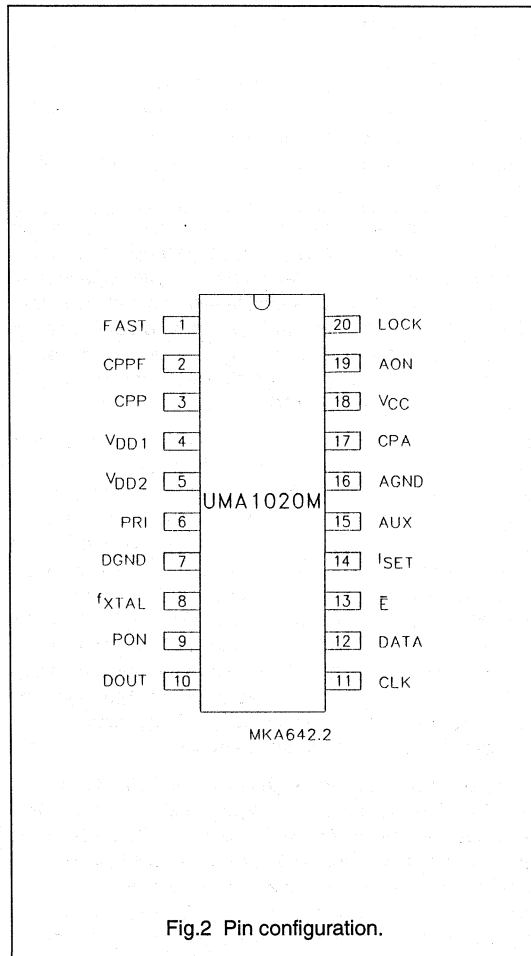 FAST 1 20 LOCK
CPPF 2 19 AON
CPP 3 18 VCC
VDD1 4 17 CPA
VDD2 5 16 AGND
UMA1020M
PRI 6 15 AUX
DGND 7 14 ISET
fXTAL 8 13 E̅
PON 9 12 DATA
DOUT 10 11 CLK
MKA642.2
Fig.2 Pin configuration.